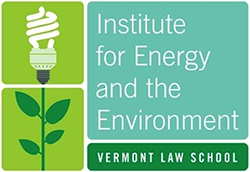 Institute
for Energy
and the
Environment
VERMONT LAW SCHOOL